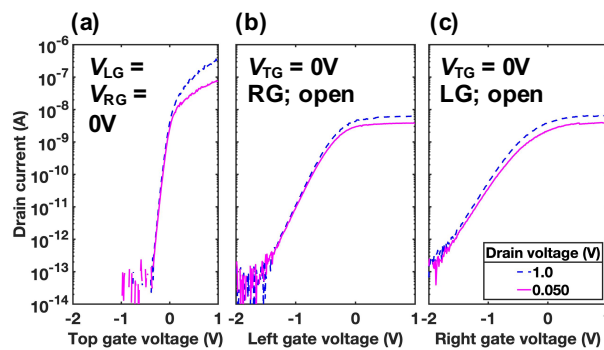 (a)
(b)
(c)
Drain current (A)
10⁻⁶
10⁻⁷
10⁻⁸
10⁻⁹
10⁻¹⁰
10⁻¹¹
10⁻¹²
10⁻¹³
10⁻¹⁴
V_LG =
V_RG =
0V
V_TG = 0V
RG; open
V_TG = 0V
LG; open
Drain voltage (V)
1.0
0.050
-2 -1 0 1
-2 -1 0 1
-2 -1 0 1
Top gate voltage (V)
Left gate voltage (V)
Right gate voltage (V)